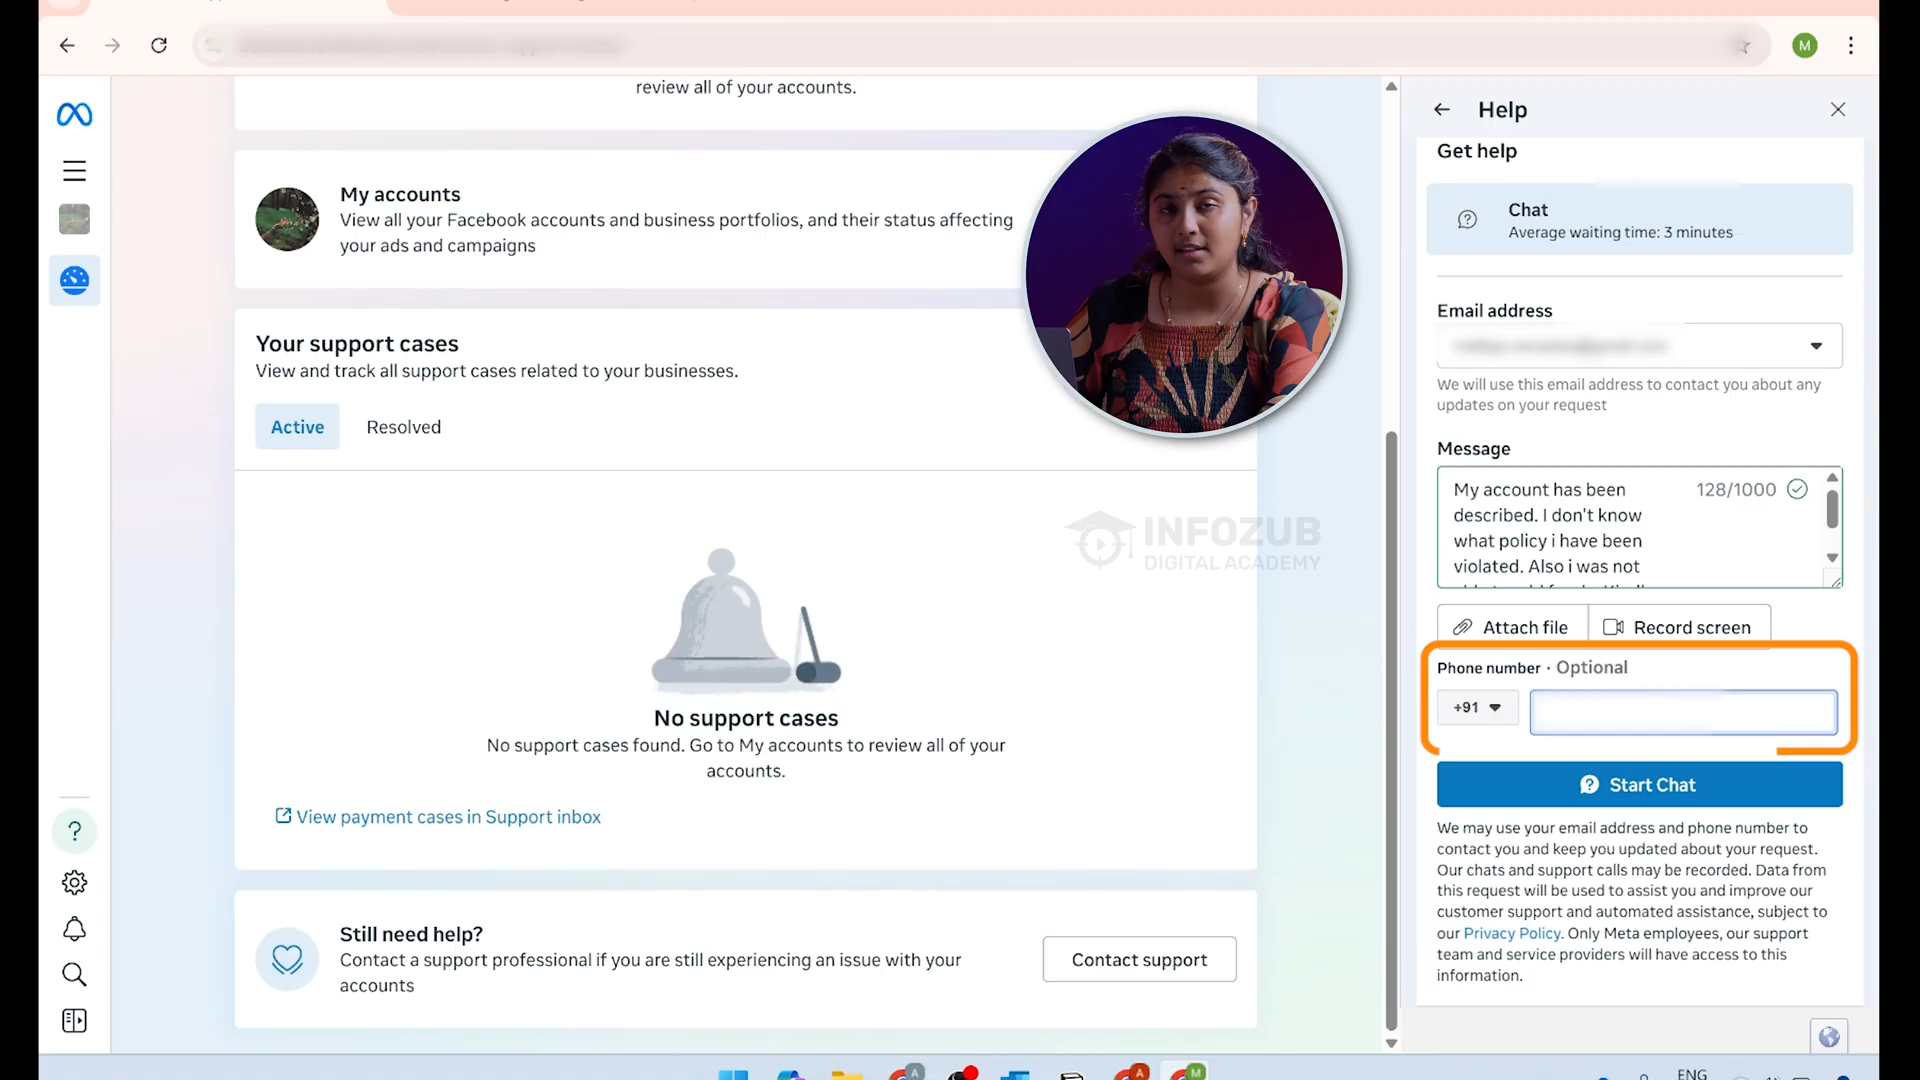 review all of your accounts.
My accounts
View all your Facebook accounts and business portfolios, and their status affecting
your ads and campaigns
Your support cases
View and track all support cases related to your businesses.
Active
Resolved
No support cases
No support cases found. Go to My accounts to review all of your
accounts.
View payment cases in Support inbox
Still need help?
Contact a support professional if you are still experiencing an issue with your
accounts
Contact support
INFOZUB
DIGITAL ACADEMY
M
Help
Get help
Chat
Average waiting time: 3 minutes
Email address
We will use this email address to contact you about any
updates on your request
Message
My account has been
128/1000
described. I don't know
what policy i have been
violated. Also i was not
Attach file
Record screen
Phone number · Optional
+91
Start Chat
We may use your email address and phone number to
contact you and keep you updated about your request.
Our chats and support calls may be recorded. Data from
this request will be used to assist you and improve our
customer support and automated assistance, subject to
our Privacy Policy. Only Meta employees, our support
team and service providers will have access to this
information.
A
A
M
ENG